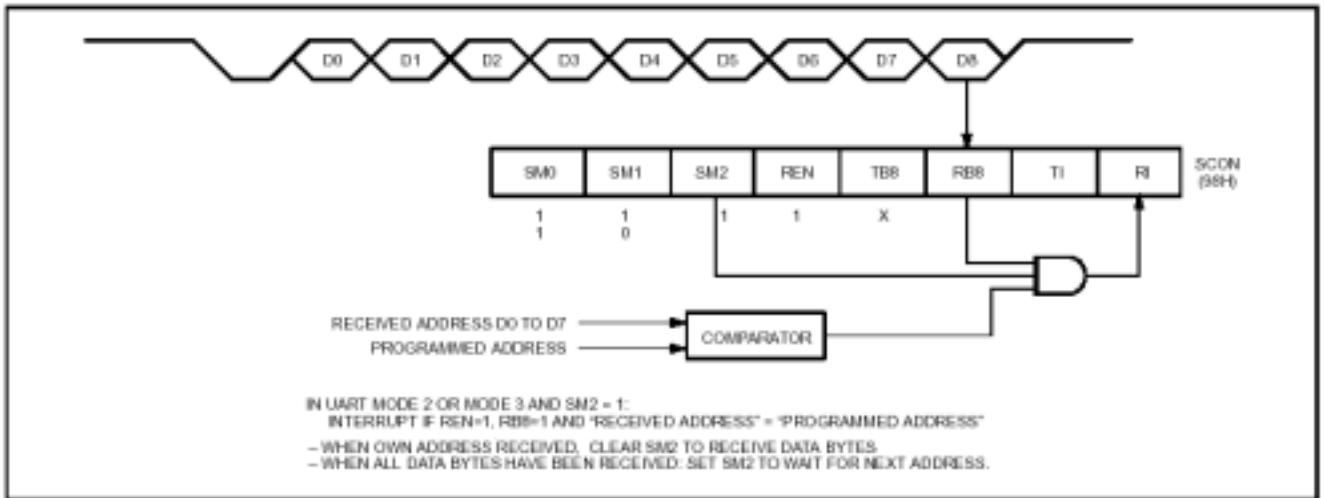 D0 D1 D2 D3 D4 D5 D6 D7 D8
SM0 SM1 SM2 REN TB8 RB8 TI RI
SCON
(98H)
1 1 1 1 X
1 0
RECEIVED ADDRESS D0 TO D7
PROGRAMMED ADDRESS
COMPARATOR
IN UART MODE 2 OR MODE 3 AND SM2 = 1:
INTERRUPT IF REN=1, RB8=1 AND "RECEIVED ADDRESS" = "PROGRAMMED ADDRESS"
– WHEN OWN ADDRESS RECEIVED, CLEAR SM2 TO RECEIVE DATA BYTES
– WHEN ALL DATA BYTES HAVE BEEN RECEIVED: SET SM2 TO WAIT FOR NEXT ADDRESS.